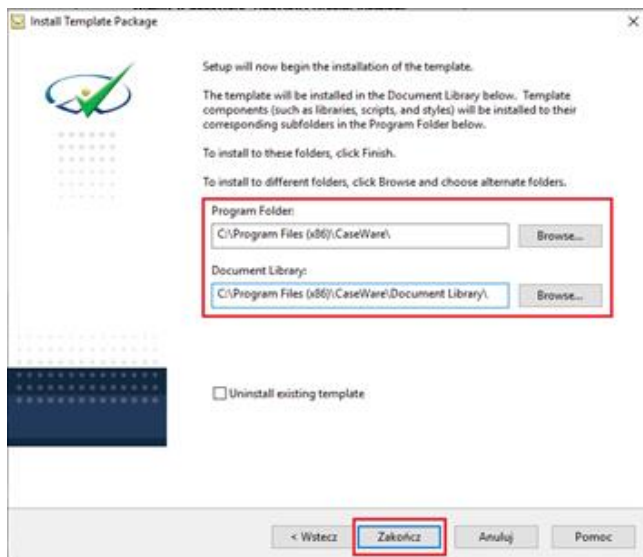 Install Template Package
Setup will now begin the installation of the template.
The template will be installed in the Document Library below. Template
components (such as libraries, scripts, and styles) will be installed to their
corresponding subfolders in the Program Folder below.
To install to these folders, click Finish.
To install to different folders, click Browse and choose alternate folders.
Program Folder:
C:\Program Files (x86)\CaseWare\
Browse...
Document Library:
C:\Program Files (x86)\CaseWare\Document Library\
Browse...
Uninstall existing template
< Wstecz
Zakończ
Anuluj
Pomoc